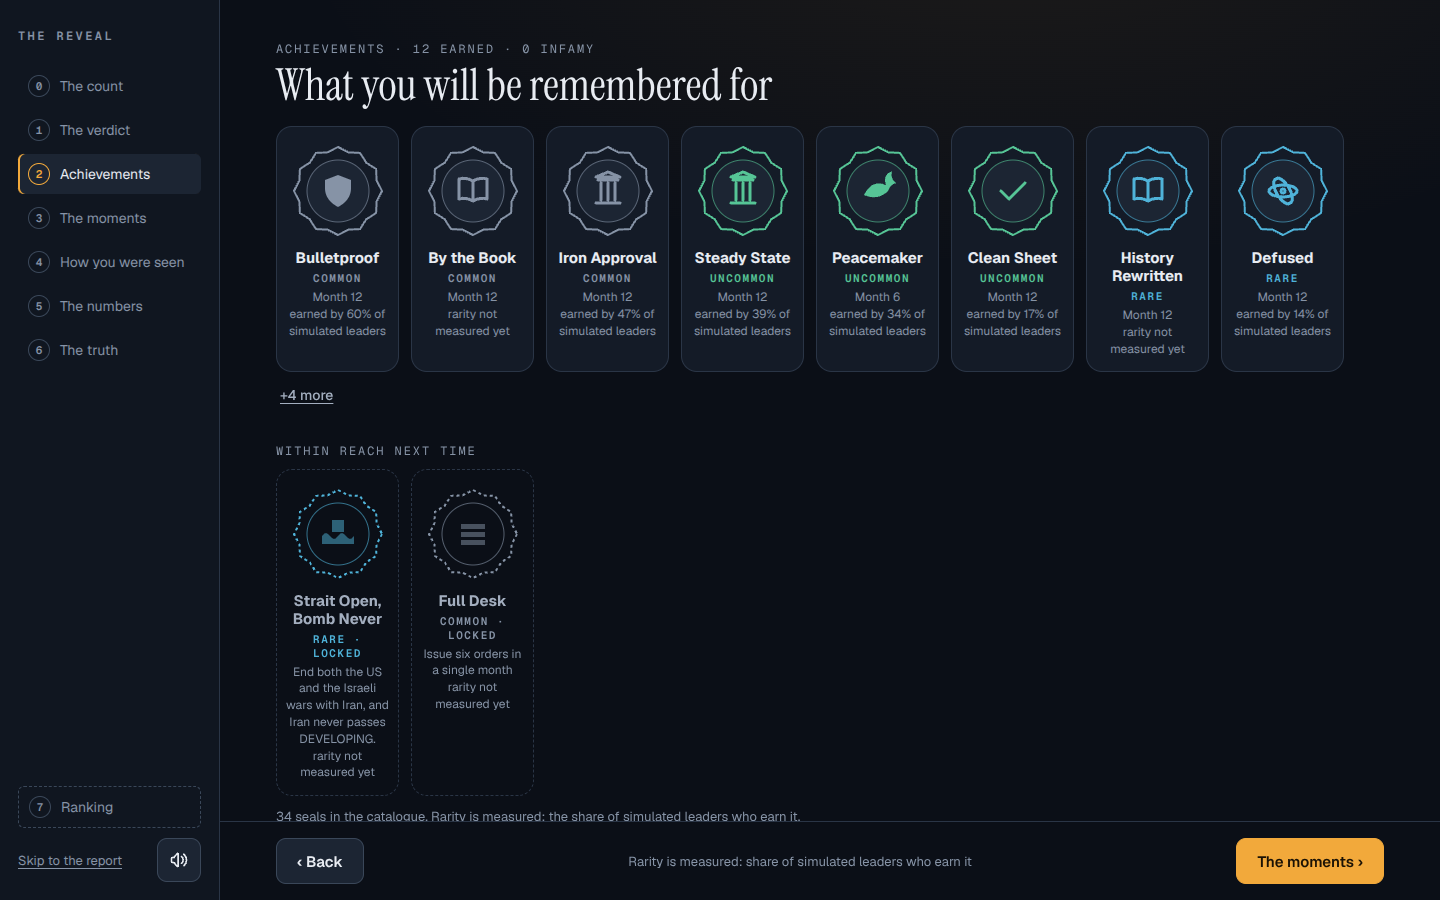 THE REVEAL
0 The count
1 The verdict
2 Achievements
3 The moments
4 How you were seen
5 The numbers
6 The truth
7 Ranking
Skip to the report
ACHIEVEMENTS · 12 EARNED · 0 INFAMY
What you will be remembered for
Bulletproof
COMMON
Month 12
earned by 60% of
simulated leaders
By the Book
COMMON
Month 12
rarity not
measured yet
Iron Approval
COMMON
Month 12
earned by 47% of
simulated leaders
Steady State
UNCOMMON
Month 12
earned by 39% of
simulated leaders
Peacemaker
UNCOMMON
Month 6
earned by 34% of
simulated leaders
Clean Sheet
UNCOMMON
Month 12
earned by 17% of
simulated leaders
History
Rewritten
RARE
Month 12
rarity not
measured yet
Defused
RARE
Month 12
earned by 14% of
simulated leaders
+4 more
WITHIN REACH NEXT TIME
Strait Open,
Bomb Never
RARE ·
LOCKED
End both the US
and the Israeli
wars with Iran, and
Iran never passes
DEVELOPING.
rarity not
measured yet
Full Desk
COMMON ·
LOCKED
Issue six orders in
a single month
rarity not
measured yet
34 seals in the catalogue. Rarity is measured: the share of simulated leaders who earn it.
‹ Back
Rarity is measured: share of simulated leaders who earn it
The moments ›